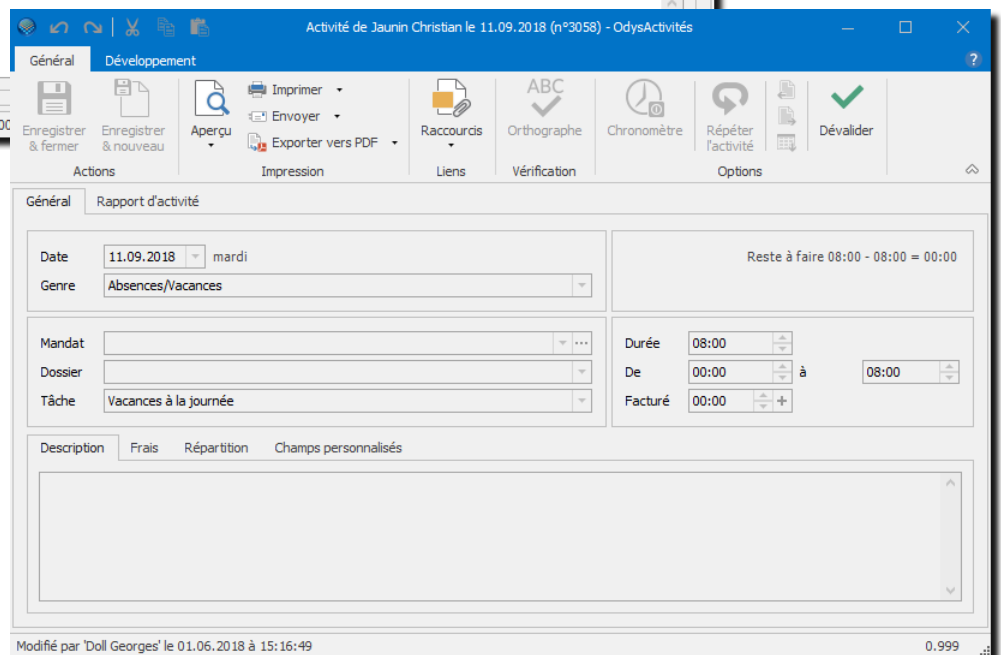 Activité de Jaunin Christian le 11.09.2018 (n°3058) - OdysActivités
Général Développement
Enregistrer & fermer
Enregistrer & nouveau
Aperçu
Imprimer
Envoyer
Exporter vers PDF
Raccourcis
ABC
Orthographe
Chronomètre
Répéter l'activité
Dévalider
Actions Impression Liens Vérification Options
Général Rapport d'activité
Date 11.09.2018 mardi
Reste à faire 08:00 - 08:00 = 00:00
Genre Absences/Vacances
Mandat
Durée 08:00
Dossier
De 00:00 à 08:00
Tâche Vacances à la journée
Facturé 00:00
Description Frais Répartition Champs personnalisés
Modifié par 'Doll Georges' le 01.06.2018 à 15:16:49 0.999